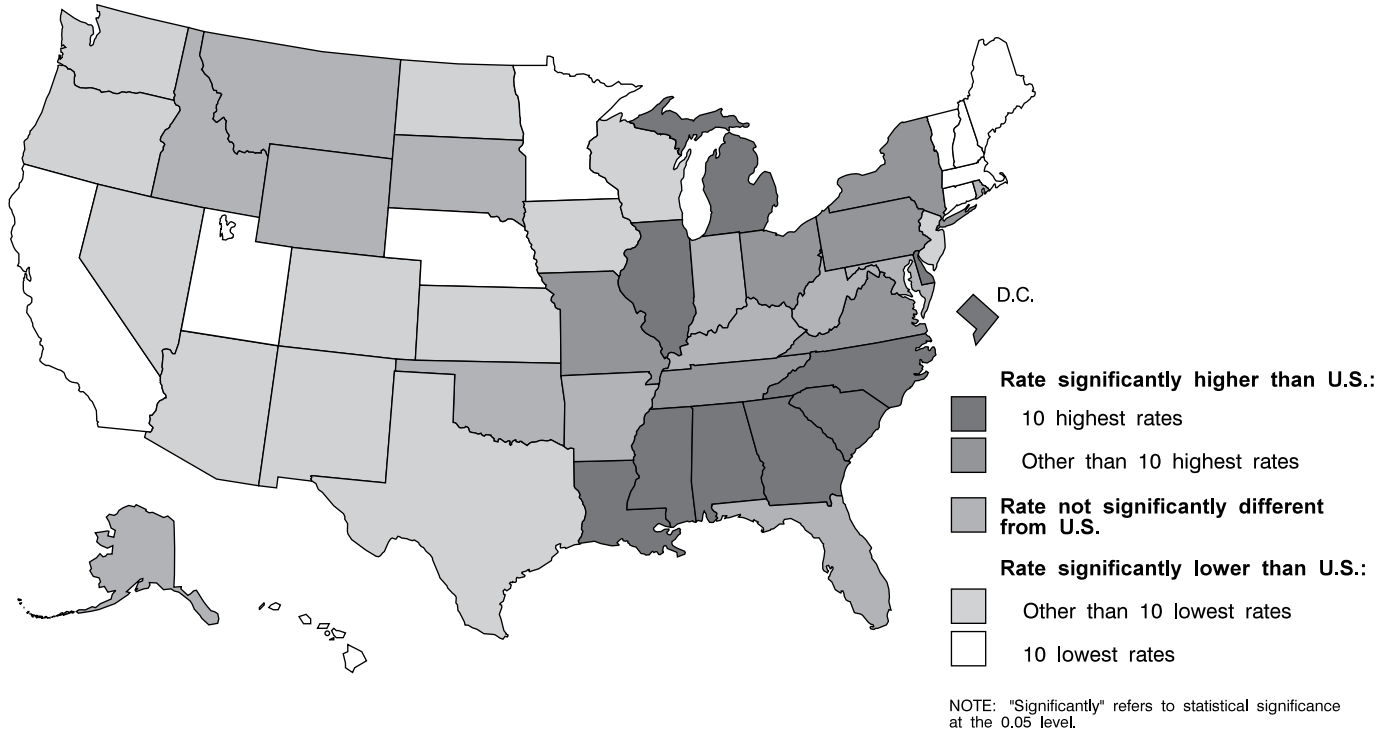 D.C.
Rate significantly higher than U.S.:
10 highest rates
Other than 10 highest rates
Rate not significantly different
from U.S.
Rate significantly lower than U.S.:
Other than 10 lowest rates
10 lowest rates
NOTE: "Significantly" refers to statistical significance
at the 0.05 level.